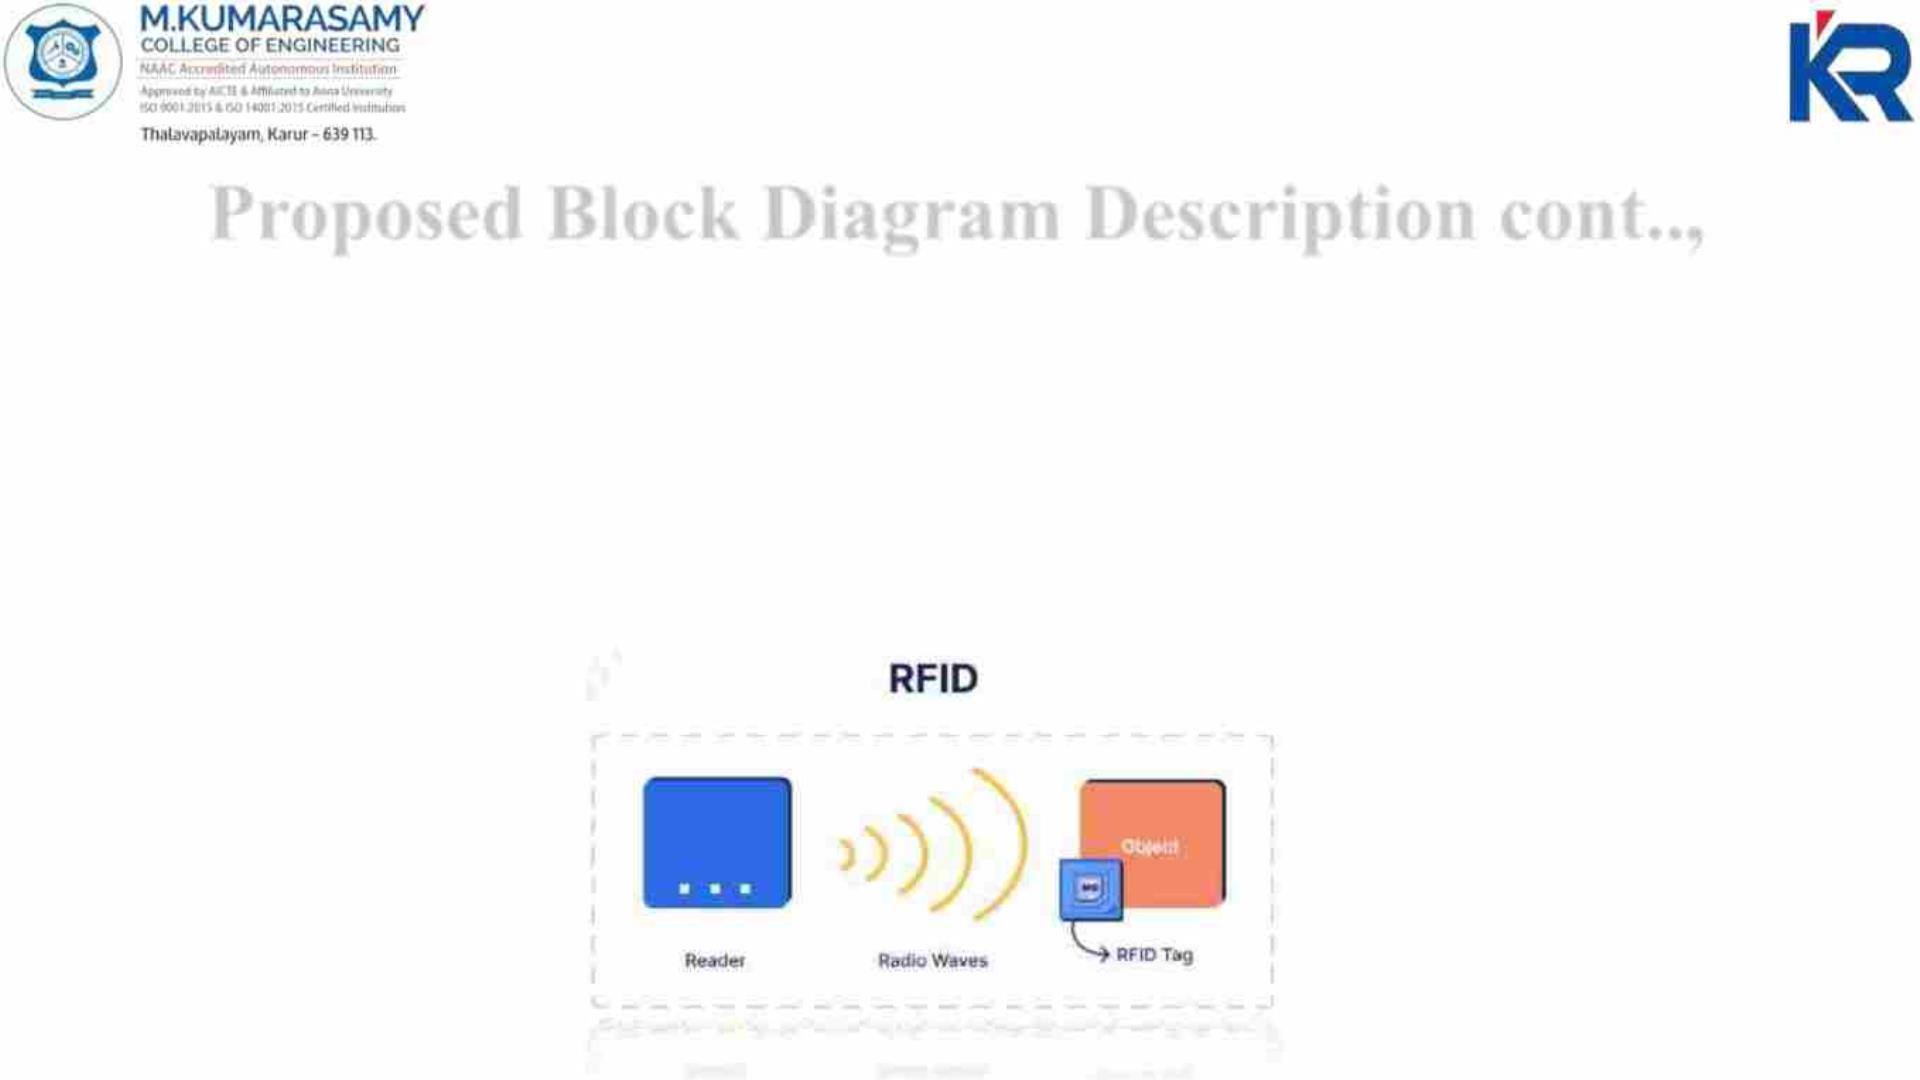 M.KUMARASAMY
COLLEGE OF ENGINEERING
NAAC Accredited Autonomous Institution
Approved by AICTE & Affiliated to Anna University
ISO 9001:2015 & ISO 14001:2015 Certified Institution
Thalavapalayam, Karur – 639 113.
KR
Proposed Block Diagram Description cont..,
RFID
Object
Reader
Radio Waves
RFID Tag